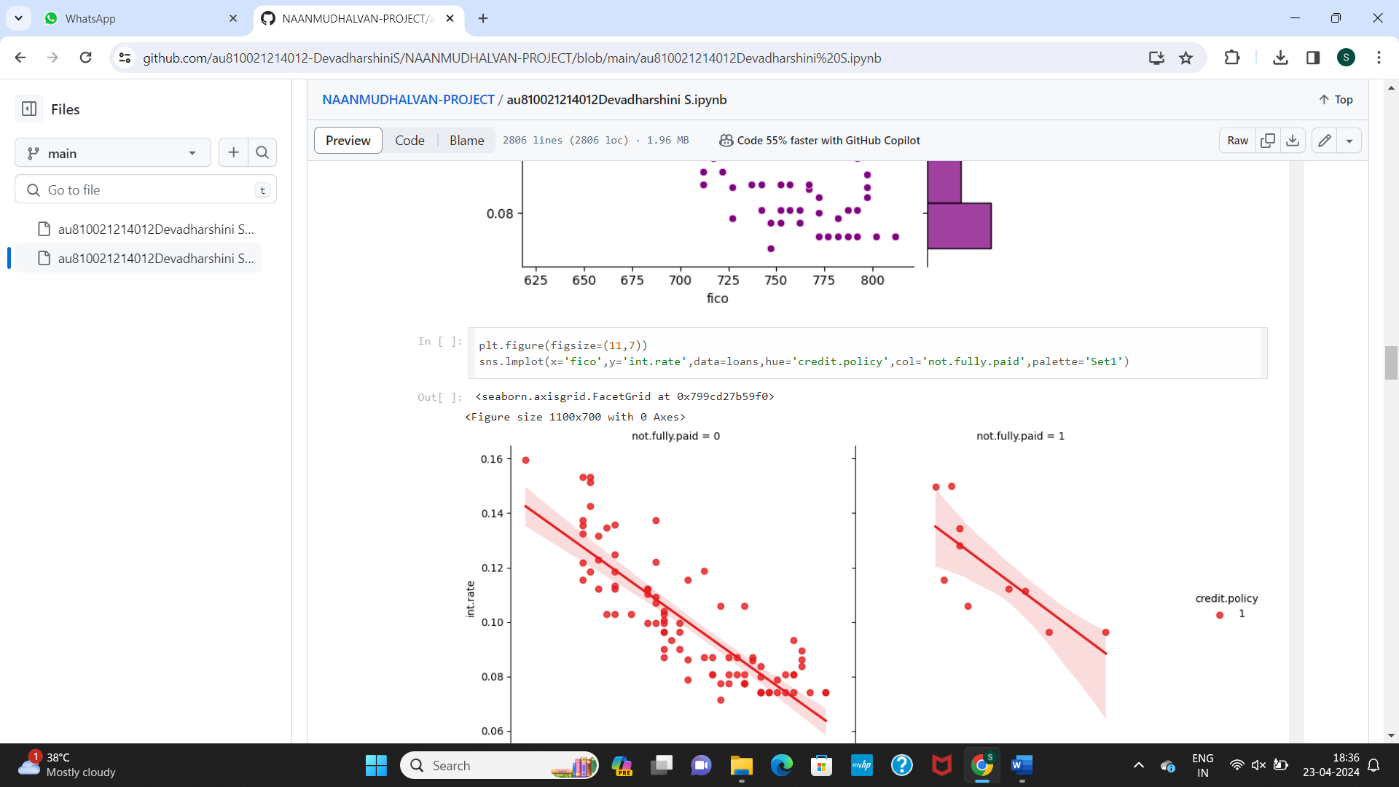 WhatsApp
NAANMUDHALVAN-PROJECT/a
github.com/au810021214012-DevadharshiniS/NAANMUDHALVAN-PROJECT/blob/main/au810021214012Devadharshini%20S.ipynb
S
Files
NAANMUDHALVAN-PROJECT / au810021214012Devadharshini S.ipynb
Top
main
Preview Code Blame 2806 lines (2806 loc) · 1.96 MB Code 55% faster with GitHub Copilot Raw
Go to file t
au810021214012Devadharshini S...
au810021214012Devadharshini S...
0.08
625 650 675 700 725 750 775 800
fico
In [ ]: plt.figure(figsize=(11,7))
sns.lmplot(x='fico',y='int.rate',data=loans,hue='credit.policy',col='not.fully.paid',palette='Set1')
Out[ ]: <seaborn.axisgrid.FacetGrid at 0x799cd27b59f0>
<Figure size 1100x700 with 0 Axes>
not.fully.paid = 0 not.fully.paid = 1
0.16
0.14
0.12
0.10
0.08
0.06
int.rate
credit.policy
1
1
38°C
Mostly cloudy
Search
PRE
S
W
ENG
IN
18:36
23-04-2024